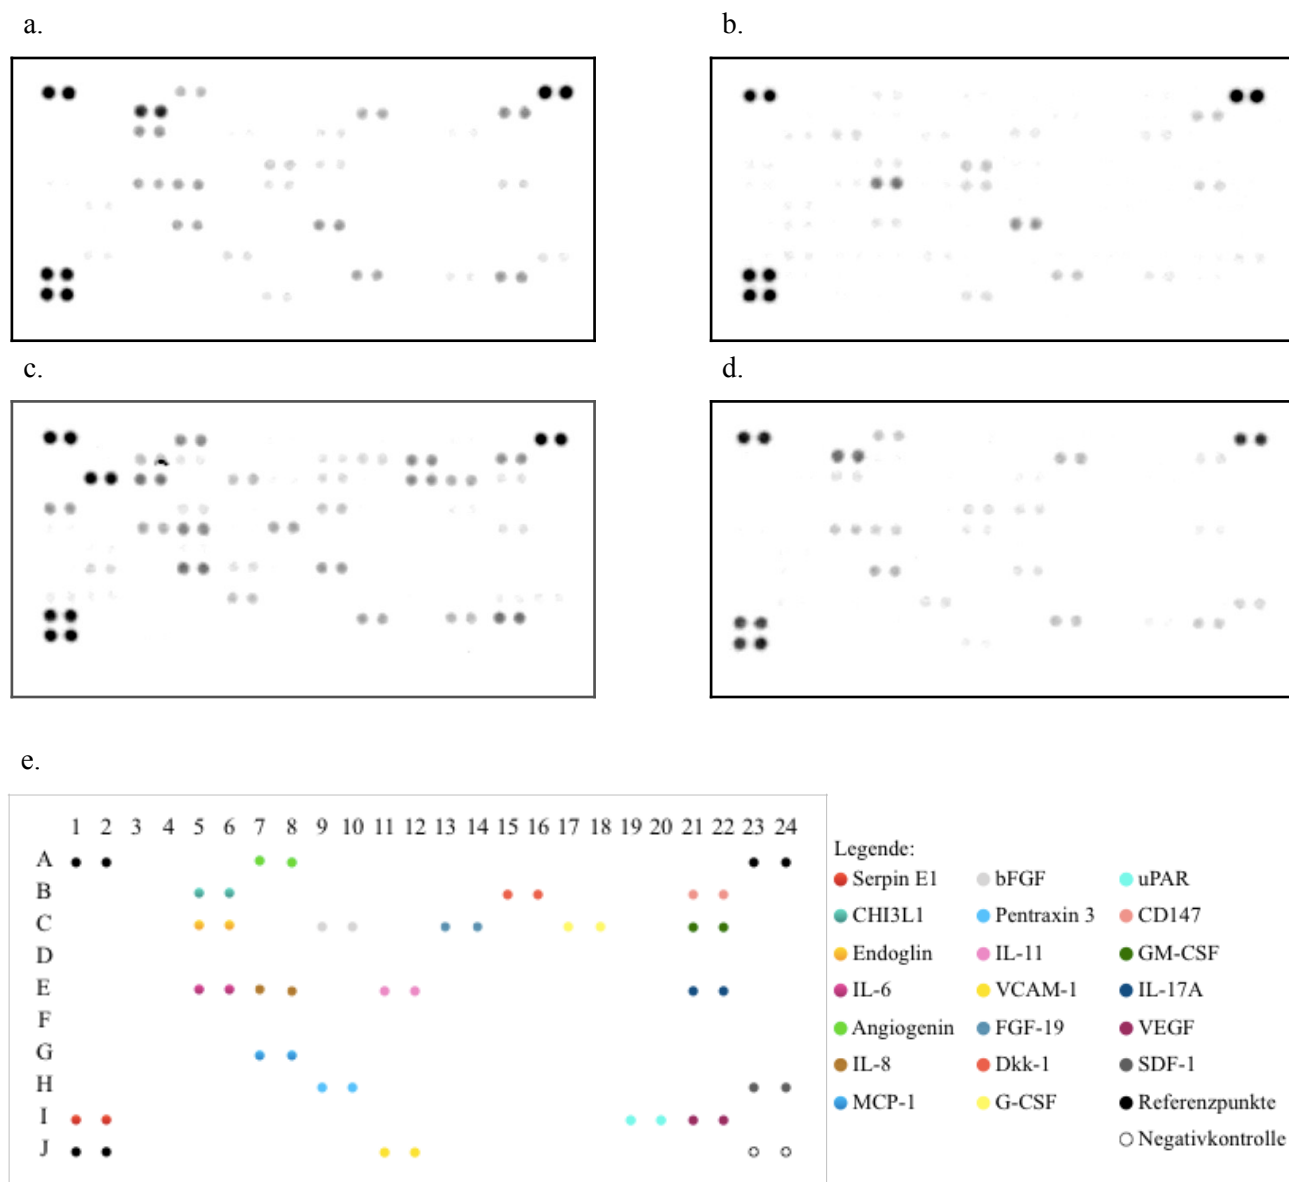 a.
b.
c.
d.
e.
1 2 3 4 5 6 7 8 9 10 11 12 13 14 15 16 17 18 19 20 21 22 23 24
A
B
C
D
E
F
G
H
I
J
Legende:
Serpin E1 bFGF uPAR
CHI3L1 Pentraxin 3 CD147
Endoglin IL-11 GM-CSF
IL-6 VCAM-1 IL-17A
Angiogenin FGF-19 VEGF
IL-8 Dkk-1 SDF-1
MCP-1 G-CSF Referenzpunkte
Negativkontrolle